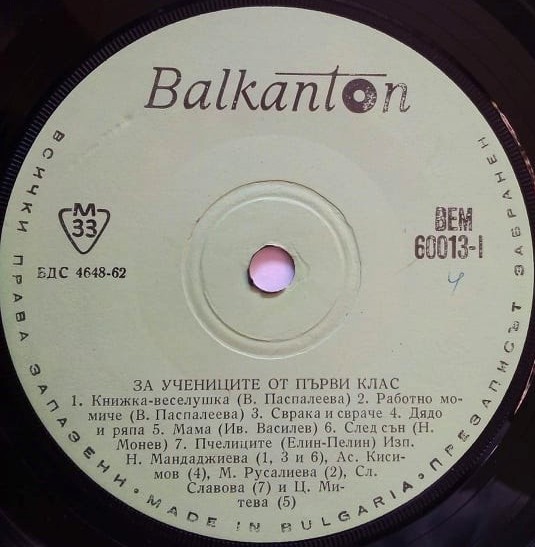 Balkanton
М
33
БДС 4648-62
ВЕМ
60013-I
ч
ЗА УЧЕНИЦИТЕ ОТ ПЪРВИ КЛАС
1. Книжка-веселушка (В. Паспалеева) 2. Работно мо-
миче (В. Паспалеева) 3. Сврака и свраче 4. Дядо
и ряпа 5. Мама (Ив. Василев) 6. След сън (Н.
Монев) 7. Пчелиците (Елин-Пелин) Изп.
Н. Мандаджиева (1, 3 и 6), Ас. Киси-
мов (4), М. Русалиева (2), Сл.
Славова (7) и Ц. Ми-
тева (5)
ВСИЧКИ ПРАВА ЗАПАЗЕНИ • MADE IN BULGARIA • ПРЕЗАПИСЪТ ЗАБРАНЕН